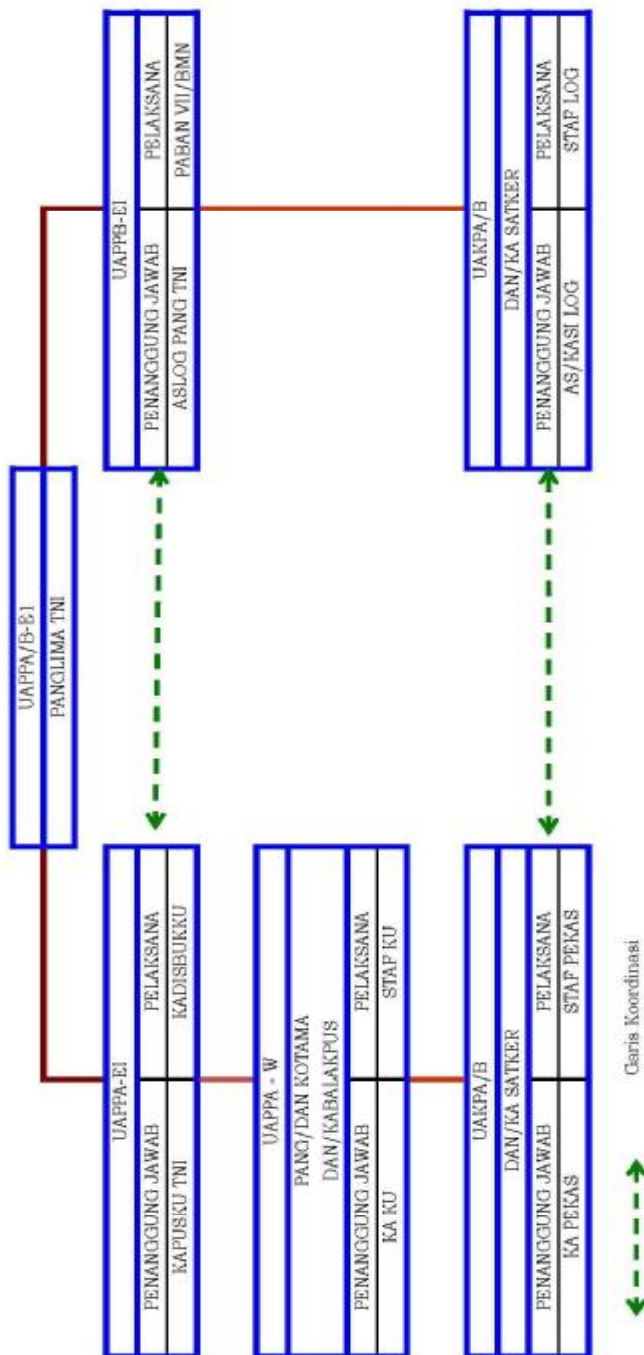 UAPPA/B-E1
PANGLIMA TNI
UAPPA-E1
PENANGGUNG JAWAB PELAKSANA
KAPUSKU TNI KADISBUKKU
UAPPB-E1
PENANGGUNG JAWAB PELAKSANA
ASLOG PANG TNI PABAN VII/BMN
UAPPA - W
PANG/DAN KOTAMA
DAN/KABALAKPUS
PENANGGUNG JAWAB PELAKSANA
KA KU STAF KU
UAKPA/B
DAN/KA SATKER
PENANGGUNG JAWAB PELAKSANA
KA PEKAS STAF PEKAS
UAKPA/B
DAN/KA SATKER
PENANGGUNG JAWAB PELAKSANA
AS/KASI LOG STAF LOG
Garis Koordinasi